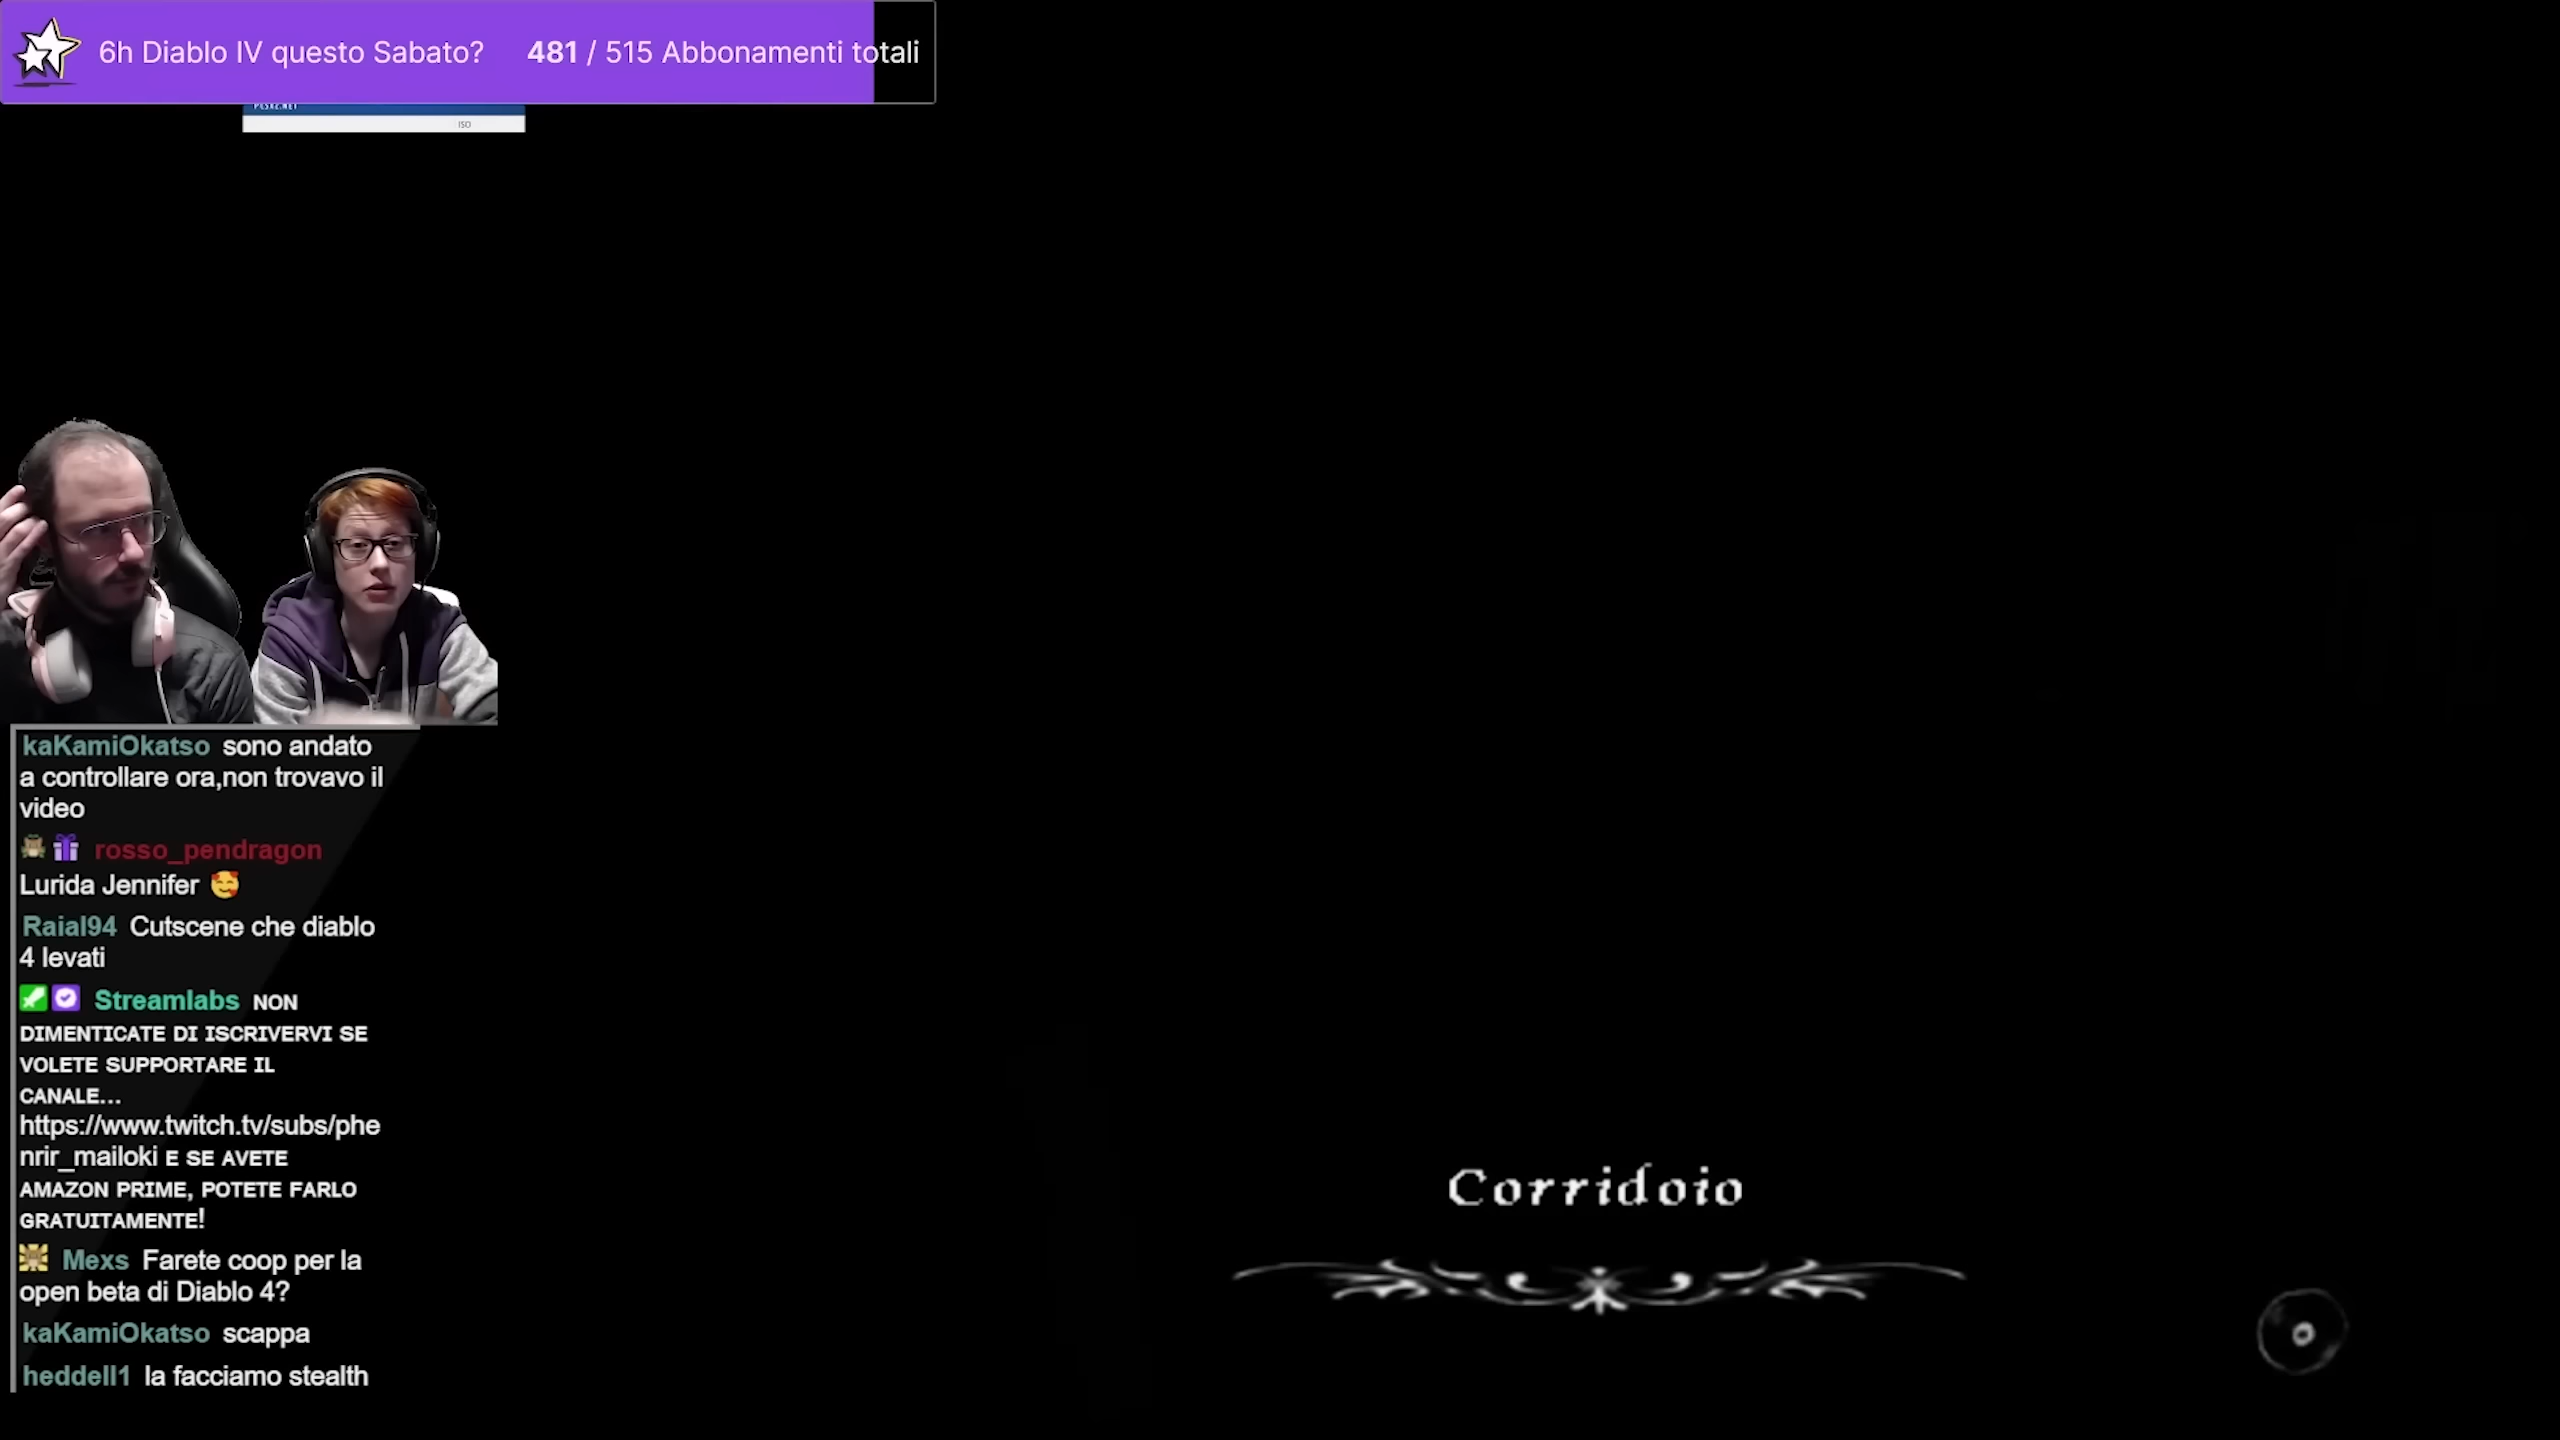 6h Diablo IV questo Sabato? 481 / 515 Abbonamenti totali
ISO
kaKamiOkatso sono andato
a controllare ora,non trovavo il
video
rosso_pendragon
Lurida Jennifer 🥰
Raial94 Cutscene che diablo
4 levati
Streamlabs NON
DIMENTICATE DI ISCRIVERVI SE
VOLETE SUPPORTARE IL
CANALE...
https://www.twitch.tv/subs/phe
nrir_mailoki E SE AVETE
AMAZON PRIME, POTETE FARLO
GRATUITAMENTE!
Mexs Farete coop per la
open beta di Diablo 4?
kaKamiOkatso scappa
heddell1 la facciamo stealth
Corridoio